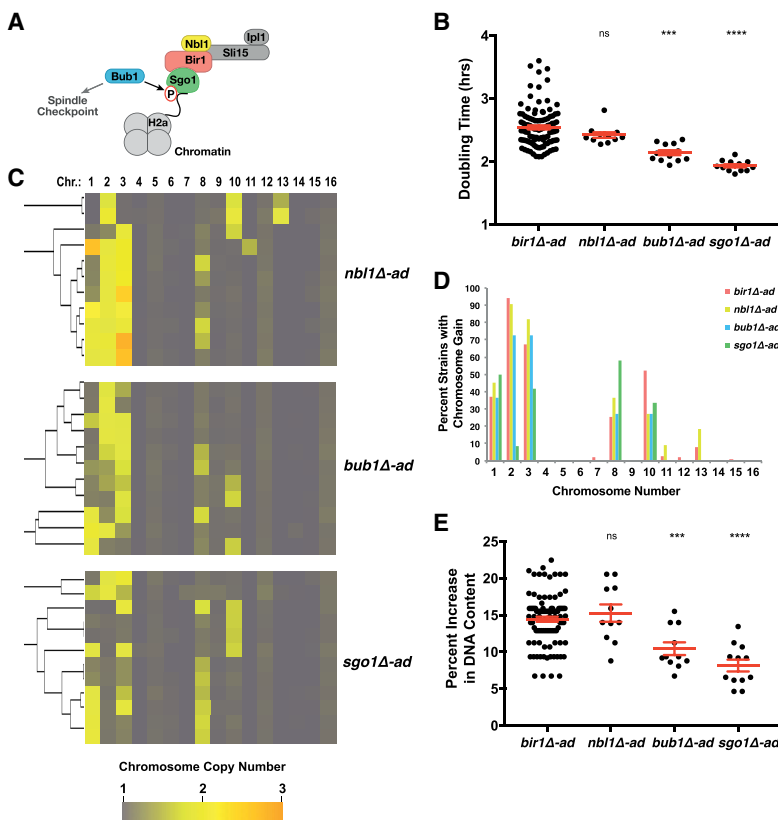 A
Nbl1
Ipl1
Sli15
Bir1
Bub1
Sgo1
P
Spindle
Checkpoint
H2a
Chromatin
B
ns
***
****
Doubling Time (hrs)
4
3
2
1
bir1Δ-ad
nbl1Δ-ad
bub1Δ-ad
sgo1Δ-ad
C
Chr.: 1 2 3 4 5 6 7 8 9 10 11 12 13 14 15 16
nbl1Δ-ad
bub1Δ-ad
sgo1Δ-ad
Chromosome Copy Number
1 2 3
D
Percent Strains with
Chromosome Gain
100
90
80
70
60
50
40
30
20
10
0
1 2 3 4 5 6 7 8 9 10 11 12 13 14 15 16
Chromosome Number
bir1Δ-ad
nbl1Δ-ad
bub1Δ-ad
sgo1Δ-ad
E
ns
***
****
Percent Increase
in DNA Content
25
20
15
10
5
0
bir1Δ-ad
nbl1Δ-ad
bub1Δ-ad
sgo1Δ-ad